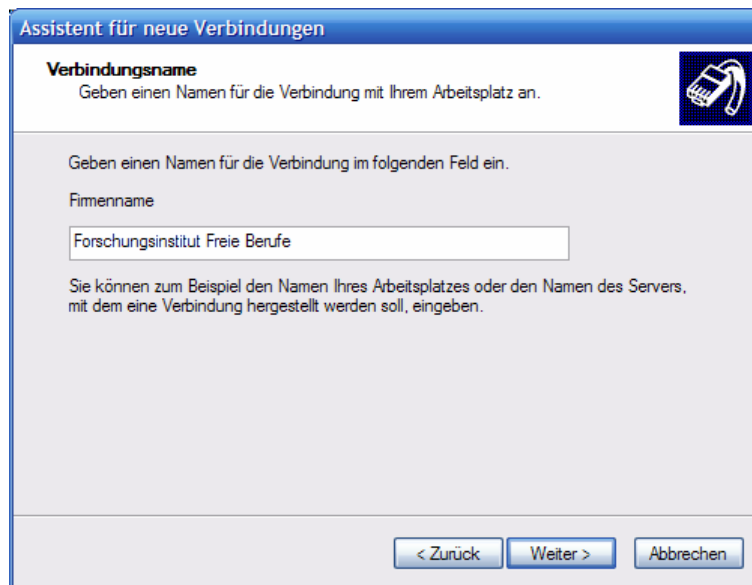 Assistent für neue Verbindungen
Verbindungsname
Geben einen Namen für die Verbindung mit Ihrem Arbeitsplatz an.
Geben einen Namen für die Verbindung im folgenden Feld ein.
Firmenname
Forschungsinstitut Freie Berufe
Sie können zum Beispiel den Namen Ihres Arbeitsplatzes oder den Namen des Servers,
mit dem eine Verbindung hergestellt werden soll, eingeben.
< Zurück Weiter > Abbrechen